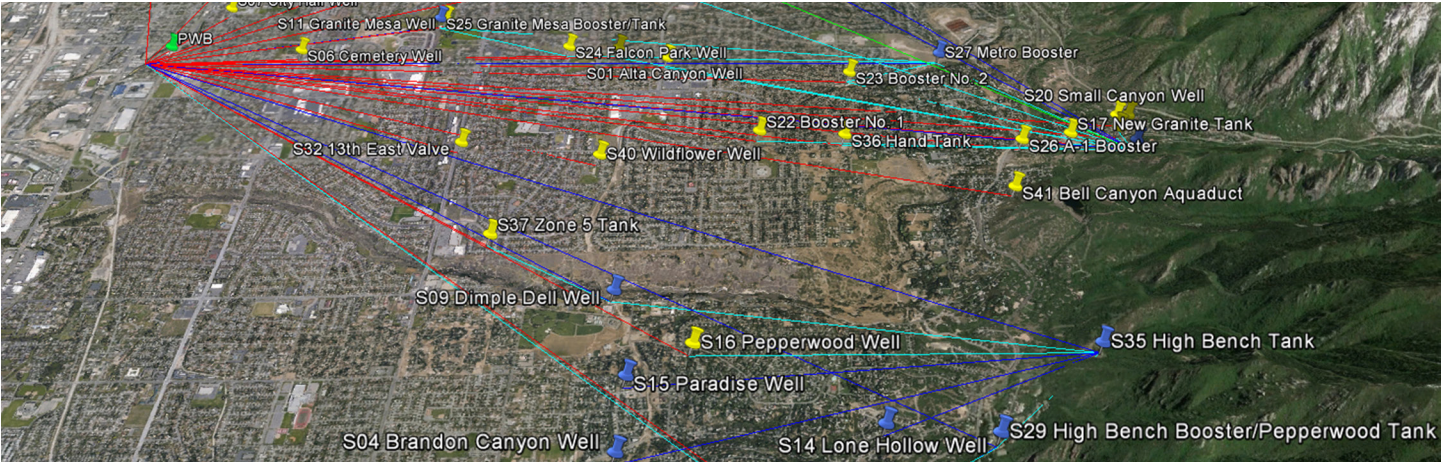 S07 City Hall Well
S11 Granite Mesa Well
S25 Granite Mesa Booster/Tank
PWB
S06 Cemetery Well
S24 Falcon Park Well
S27 Metro Booster
S01 Alta Canyon Well
S23 Booster No. 2
S20 Small Canyon Well
S22 Booster No. 1
S17 New Granite Tank
S32 13th East Valve
S36 Hand Tank
S26 A-1 Booster
S40 Wildflower Well
S41 Bell Canyon Aquaduct
S37 Zone 5 Tank
S09 Dimple Dell Well
S16 Pepperwood Well
S35 High Bench Tank
S15 Paradise Well
S04 Brandon Canyon Well
S14 Lone Hollow Well
S29 High Bench Booster/Pepperwood Tank